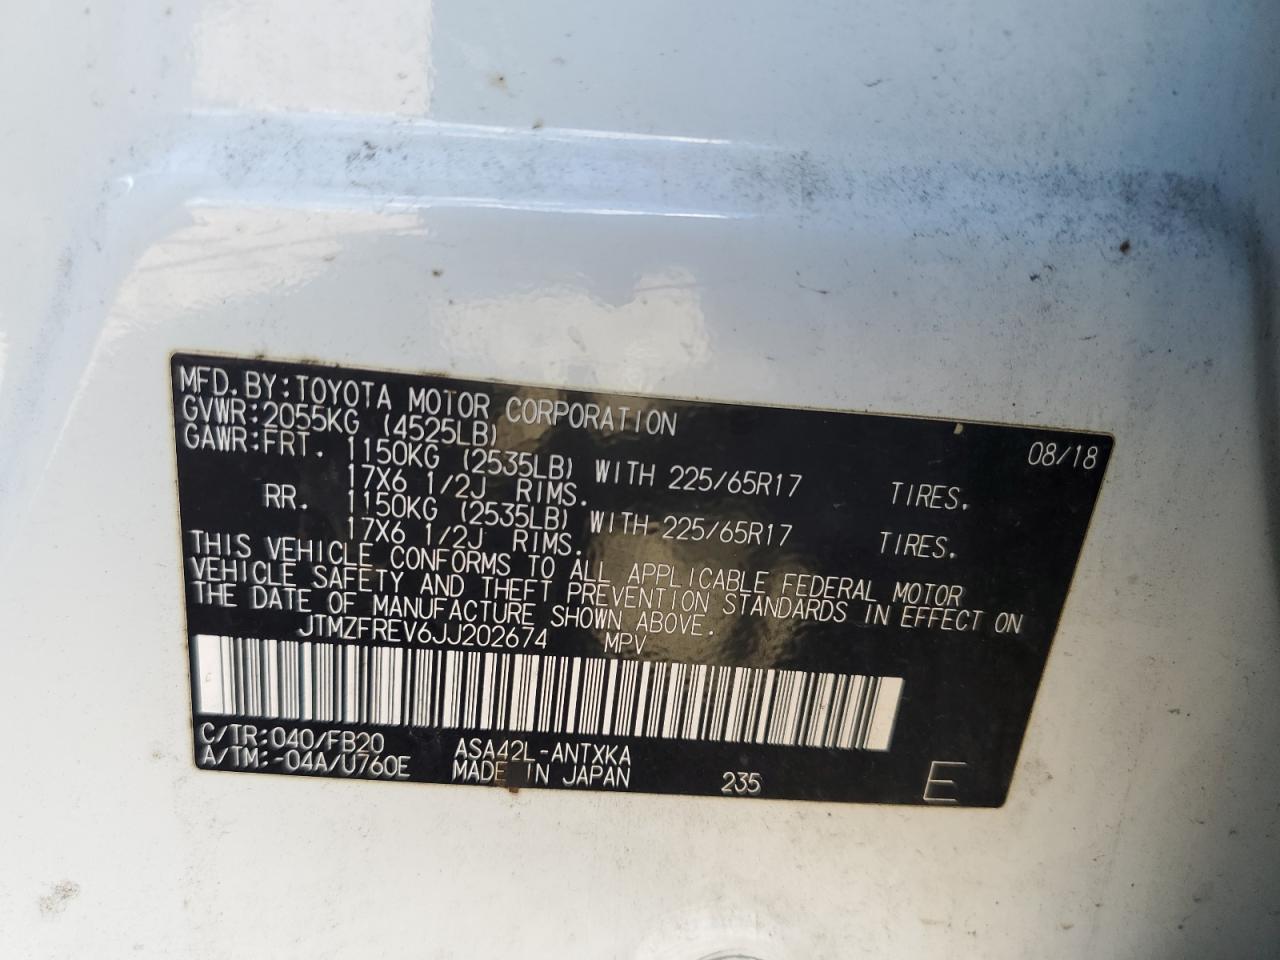 MFD. BY: TOYOTA MOTOR CORPORATION 08/18
GVWR: 2055KG (4525LB)
GAWR: FRT. 1150KG (2535LB) WITH 225/65R17 TIRES.
17X6 1/2J RIMS.
RR. 1150KG (2535LB) WITH 225/65R17 TIRES.
17X6 1/2J RIMS.
THIS VEHICLE CONFORMS TO ALL APPLICABLE FEDERAL MOTOR
VEHICLE SAFETY AND THEFT PREVENTION STANDARDS IN EFFECT ON
THE DATE OF MANUFACTURE SHOWN ABOVE.
JTMZFREV6JJ202674 MPV
C/TR: 040/FB20 ASA42L-ANTXKA
A/TM: -04A/U760E MADE IN JAPAN 235 E